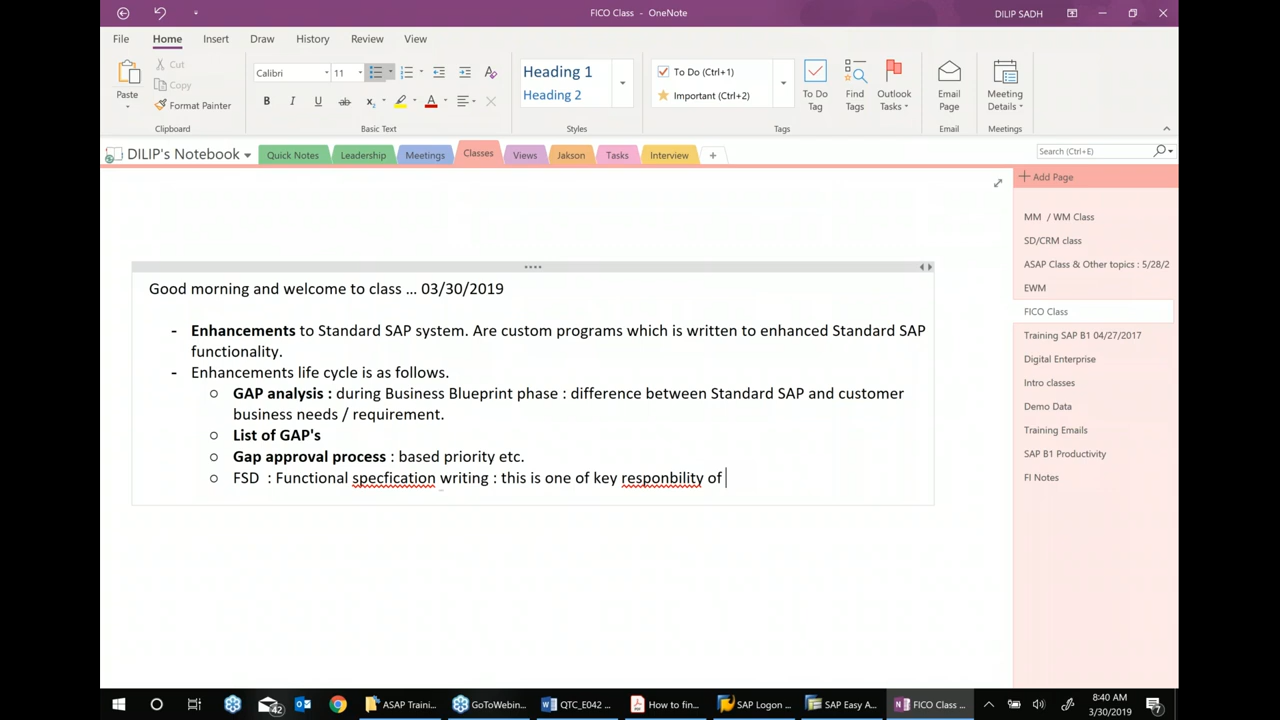 FICO Class - OneNote
DILIP SADH
File Home Insert Draw History Review View
Paste
Cut
Copy
Format Painter
Clipboard
Calibri 11
B I U ab x₂ A
Basic Text
Heading 1
Heading 2
Styles
To Do (Ctrl+1)
Important (Ctrl+2)
To Do Tag
Find Tags
Outlook Tasks
Tags
Email Page
Email
Meeting Details
Meetings
DILIP's Notebook
Quick Notes Leadership Meetings Classes Views Jakson Tasks Interview +
Search (Ctrl+E)
Add Page
MM / WM Class
SD/CRM class
ASAP Class & Other topics : 5/28/2
EWM
FICO Class
Training SAP B1 04/27/2017
Digital Enterprise
Intro classes
Demo Data
Training Emails
SAP B1 Productivity
FI Notes
Good morning and welcome to class ... 03/30/2019
- Enhancements to Standard SAP system. Are custom programs which is written to enhanced Standard SAP
functionality.
- Enhancements life cycle is as follows.
○ GAP analysis : during Business Blueprint phase : difference between Standard SAP and customer
business needs / requirement.
○ List of GAP's
○ Gap approval process : based priority etc.
○ FSD : Functional specfication writing : this is one of key responbility of
42
ASAP Traini...
GoToWebin...
QTC_E042 ...
How to fin...
SAP Logon ...
SAP Easy A...
FICO Class ...
8:40 AM
3/30/2019
7